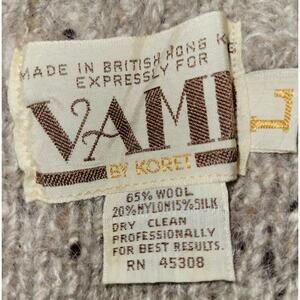 MADE IN BRITISH HONG K
EXPRESSLY FOR
VAMI
BY KORET
L
65% WOOL
20%NYLON15%SILK
DRY CLEAN
PROFESSIONALLY
FOR BEST RESULTS.
RN 45308